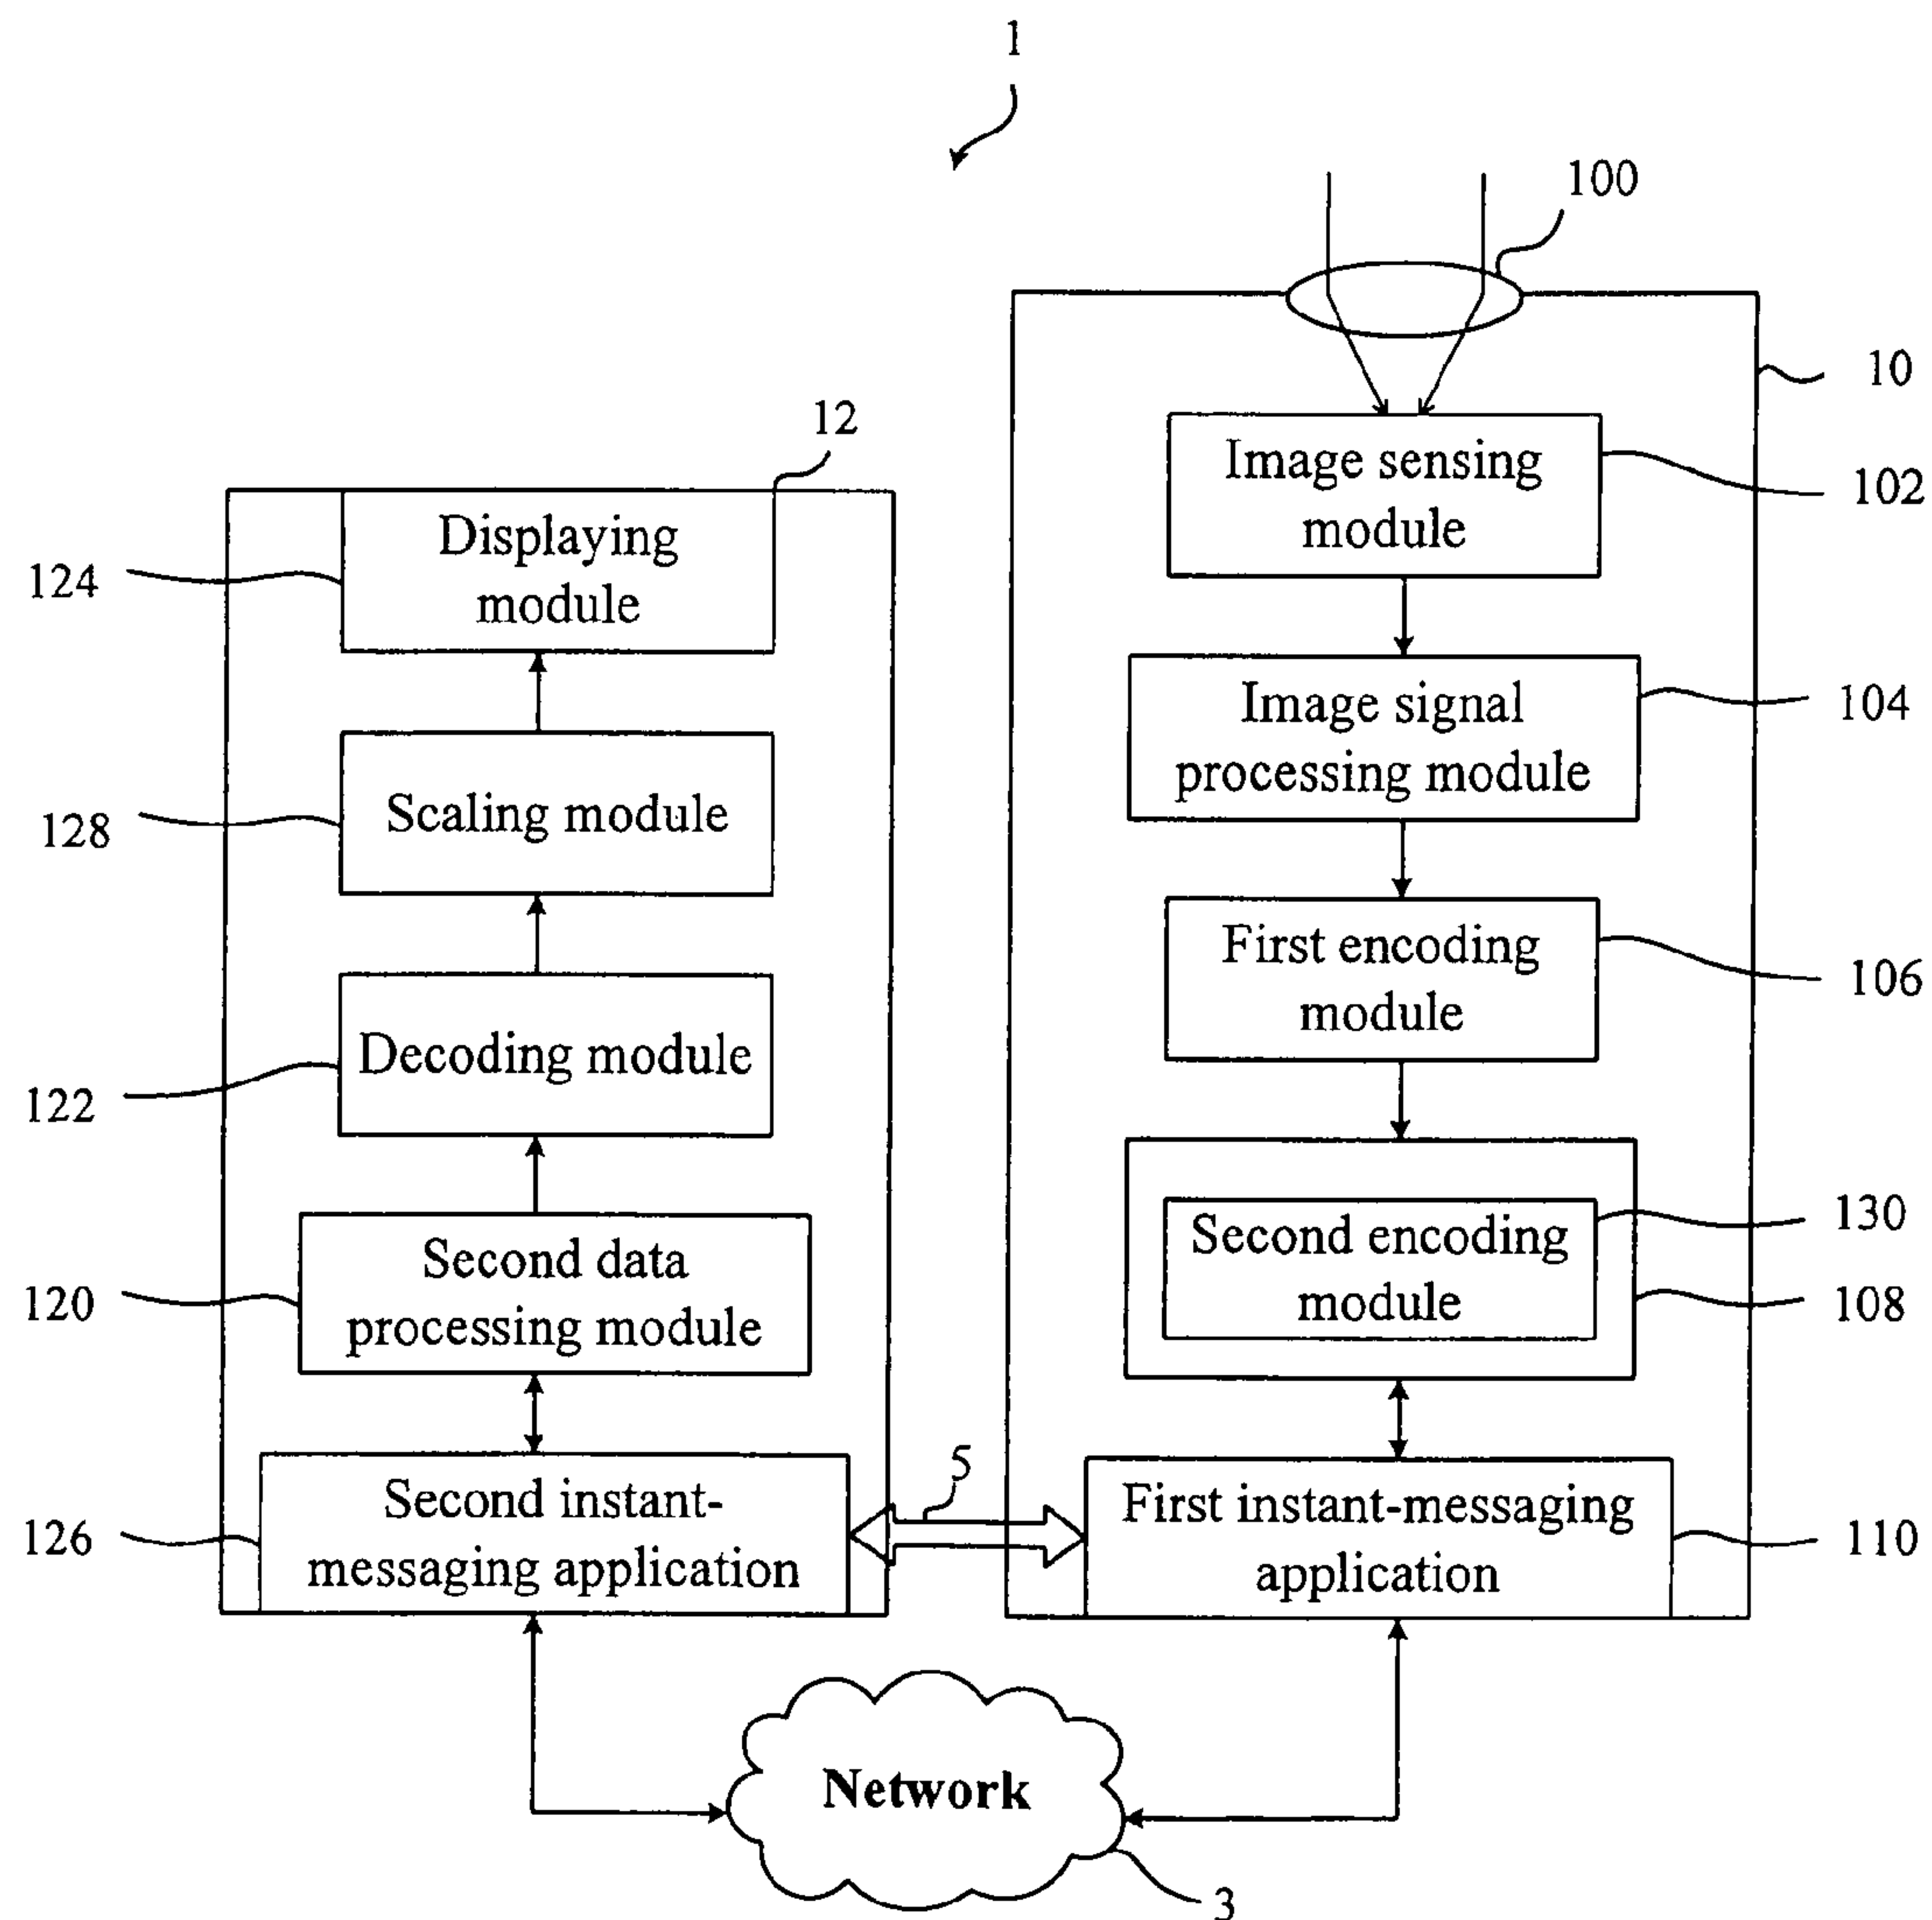 1
100
10
Image sensing
module
102
12
Displaying
module
124
Image signal
processing module
104
Scaling module
128
First encoding
module
106
Decoding module
122
Second encoding
module
130
108
Second data
processing module
120
5
Second instant-
messaging application
126
First instant-messaging
application
110
Network
3